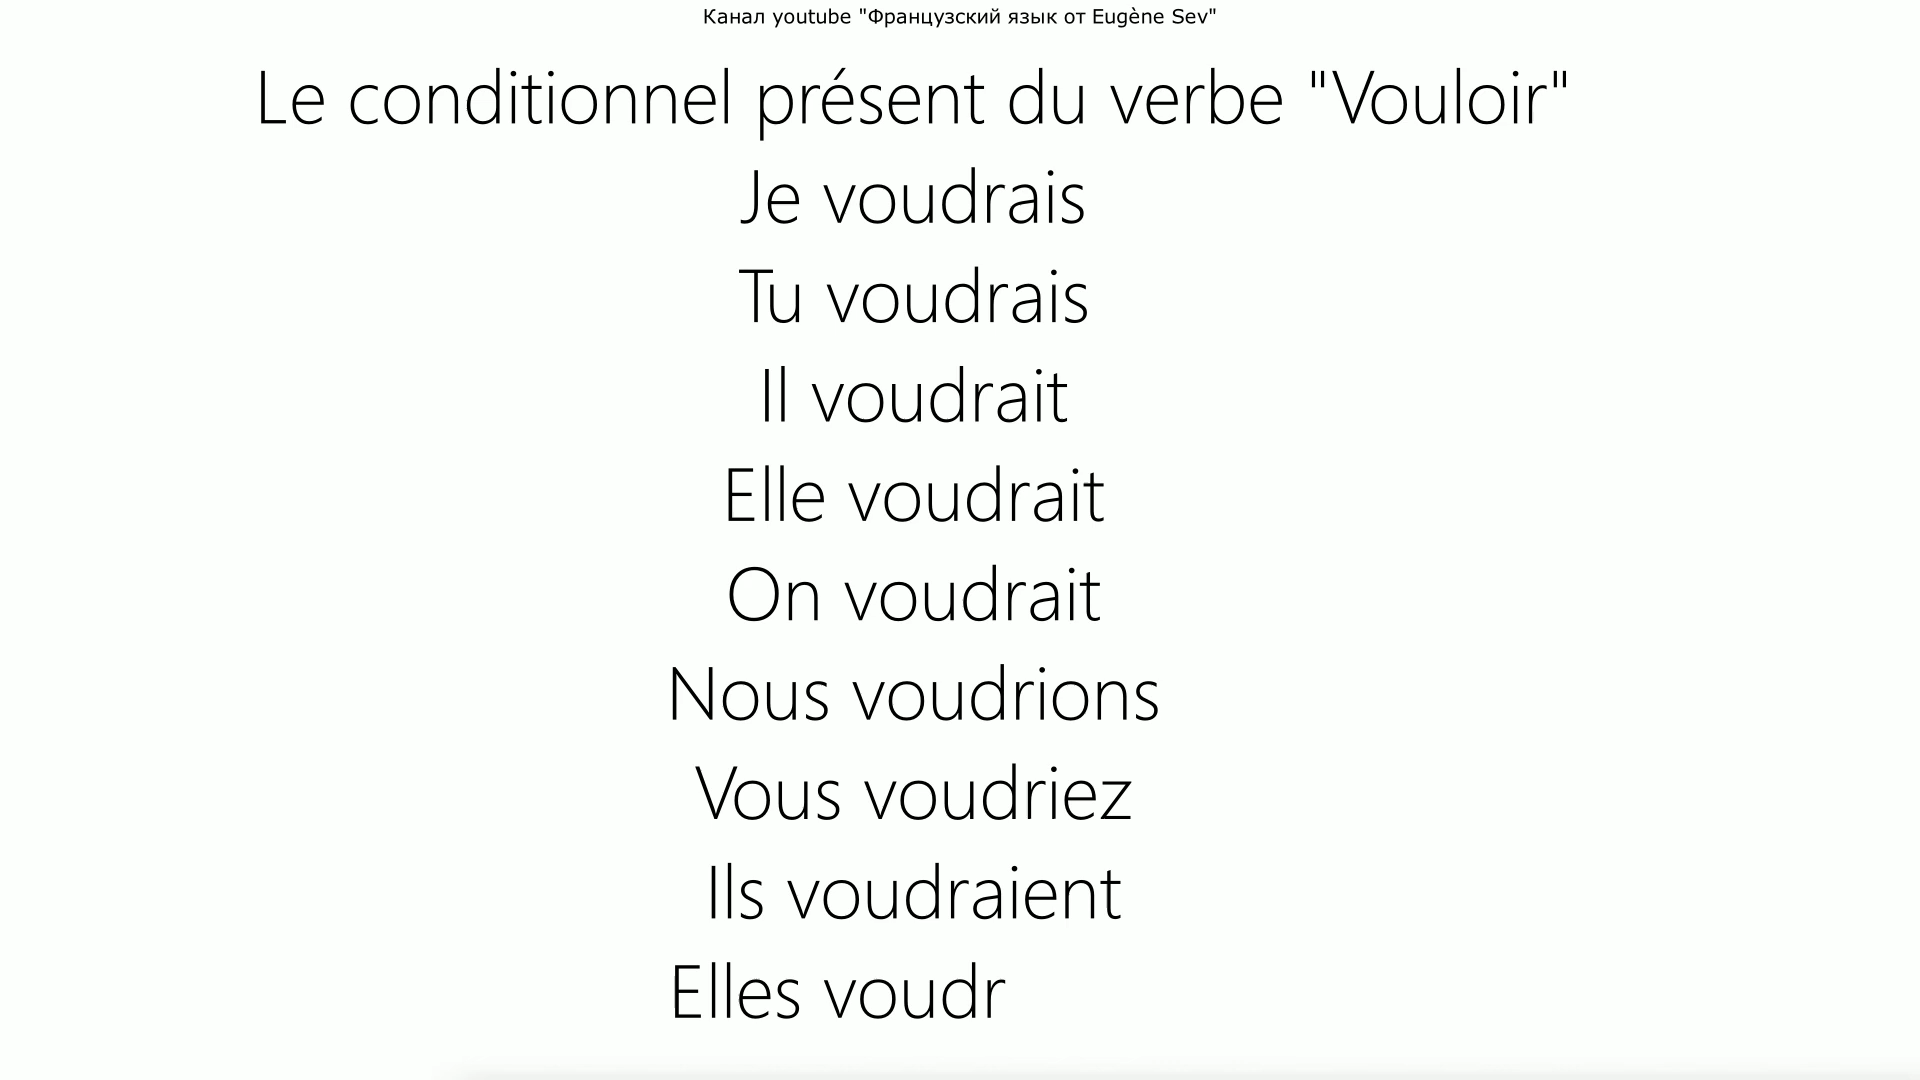 Канал youtube "Французский язык от Eugène Sev"
Le conditionnel présent du verbe "Vouloir"
Je voudrais
Tu voudrais
Il voudrait
Elle voudrait
On voudrait
Nous voudrions
Vous voudriez
Ils voudraient
Elles voudr